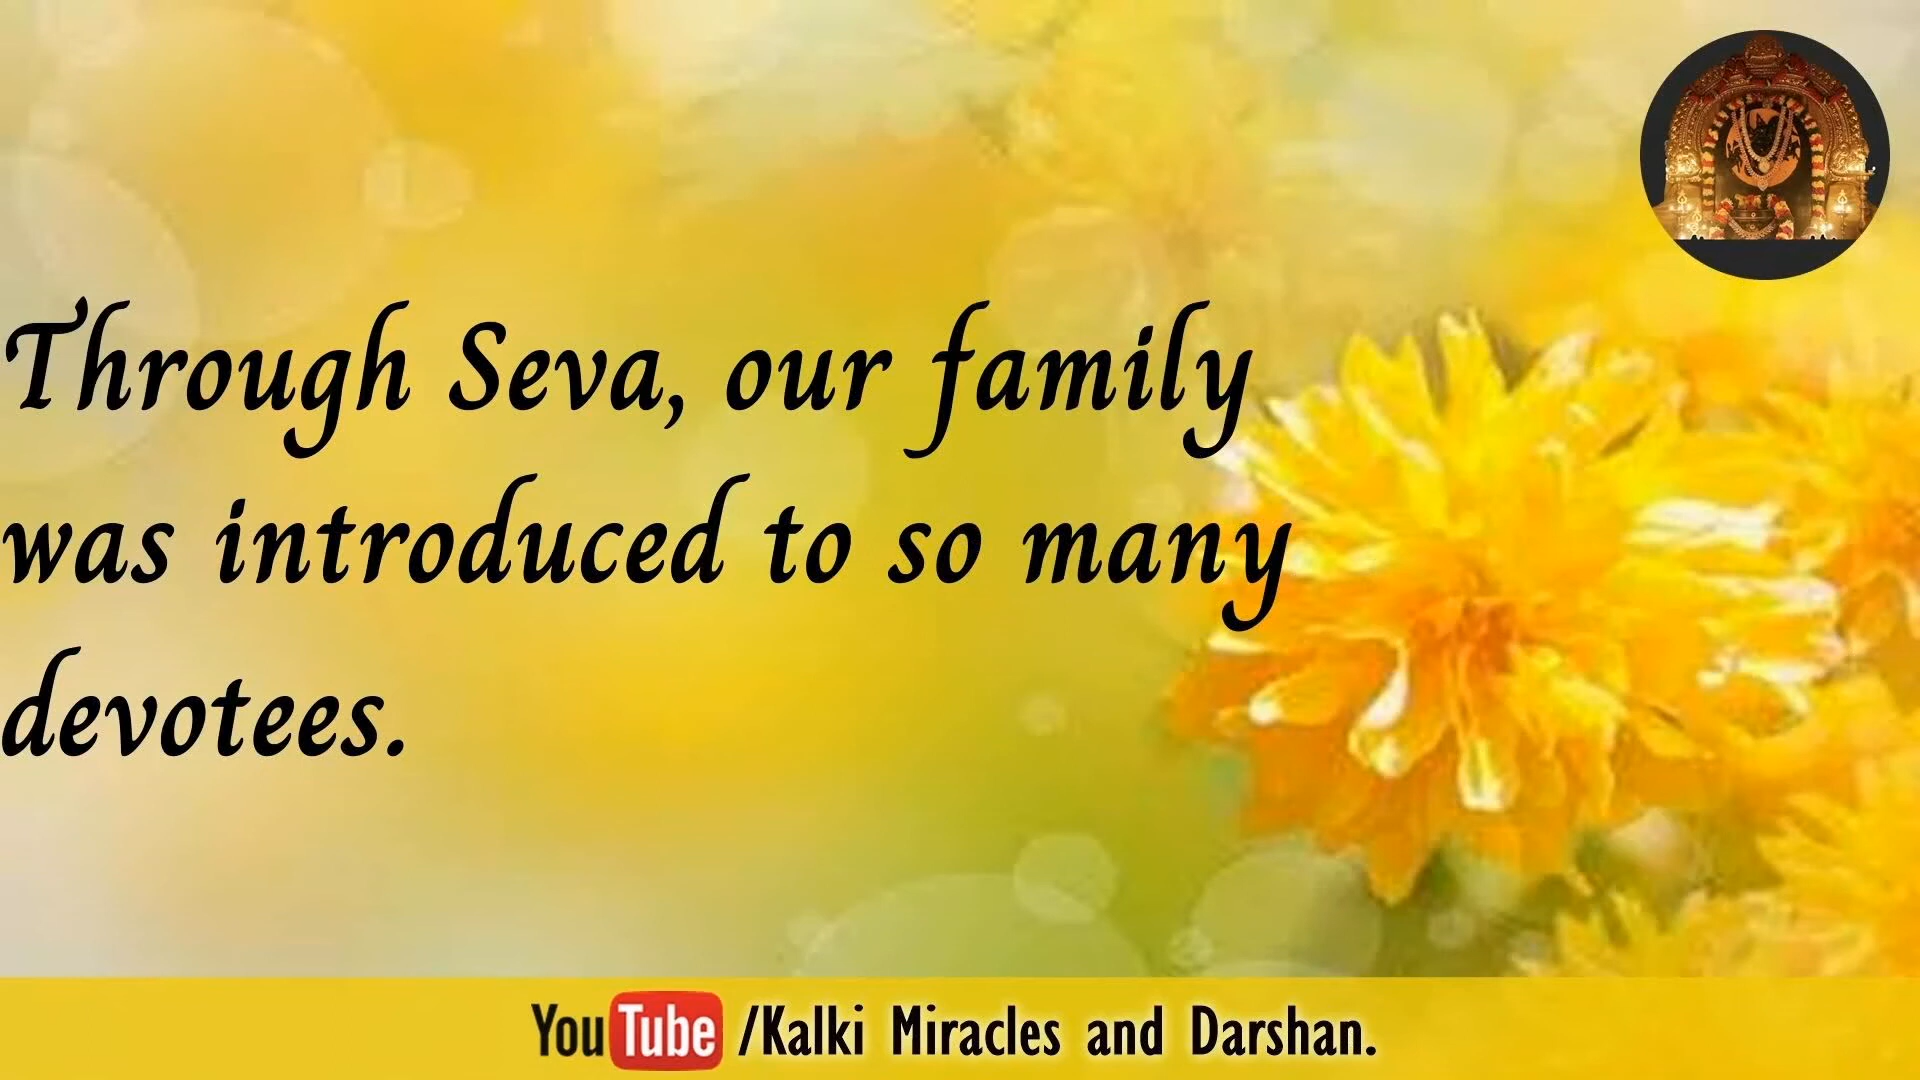 Through Seva, our family
was introduced to so many
devotees.
YouTube /Kalki Miracles and Darshan.